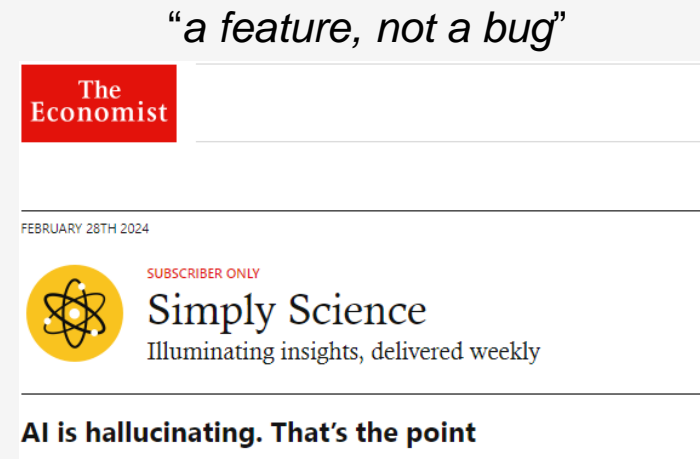 “a feature, not a bug”
The
Economist
FEBRUARY 28TH 2024
SUBSCRIBER ONLY
Simply Science
Illuminating insights, delivered weekly
AI is hallucinating. That’s the point